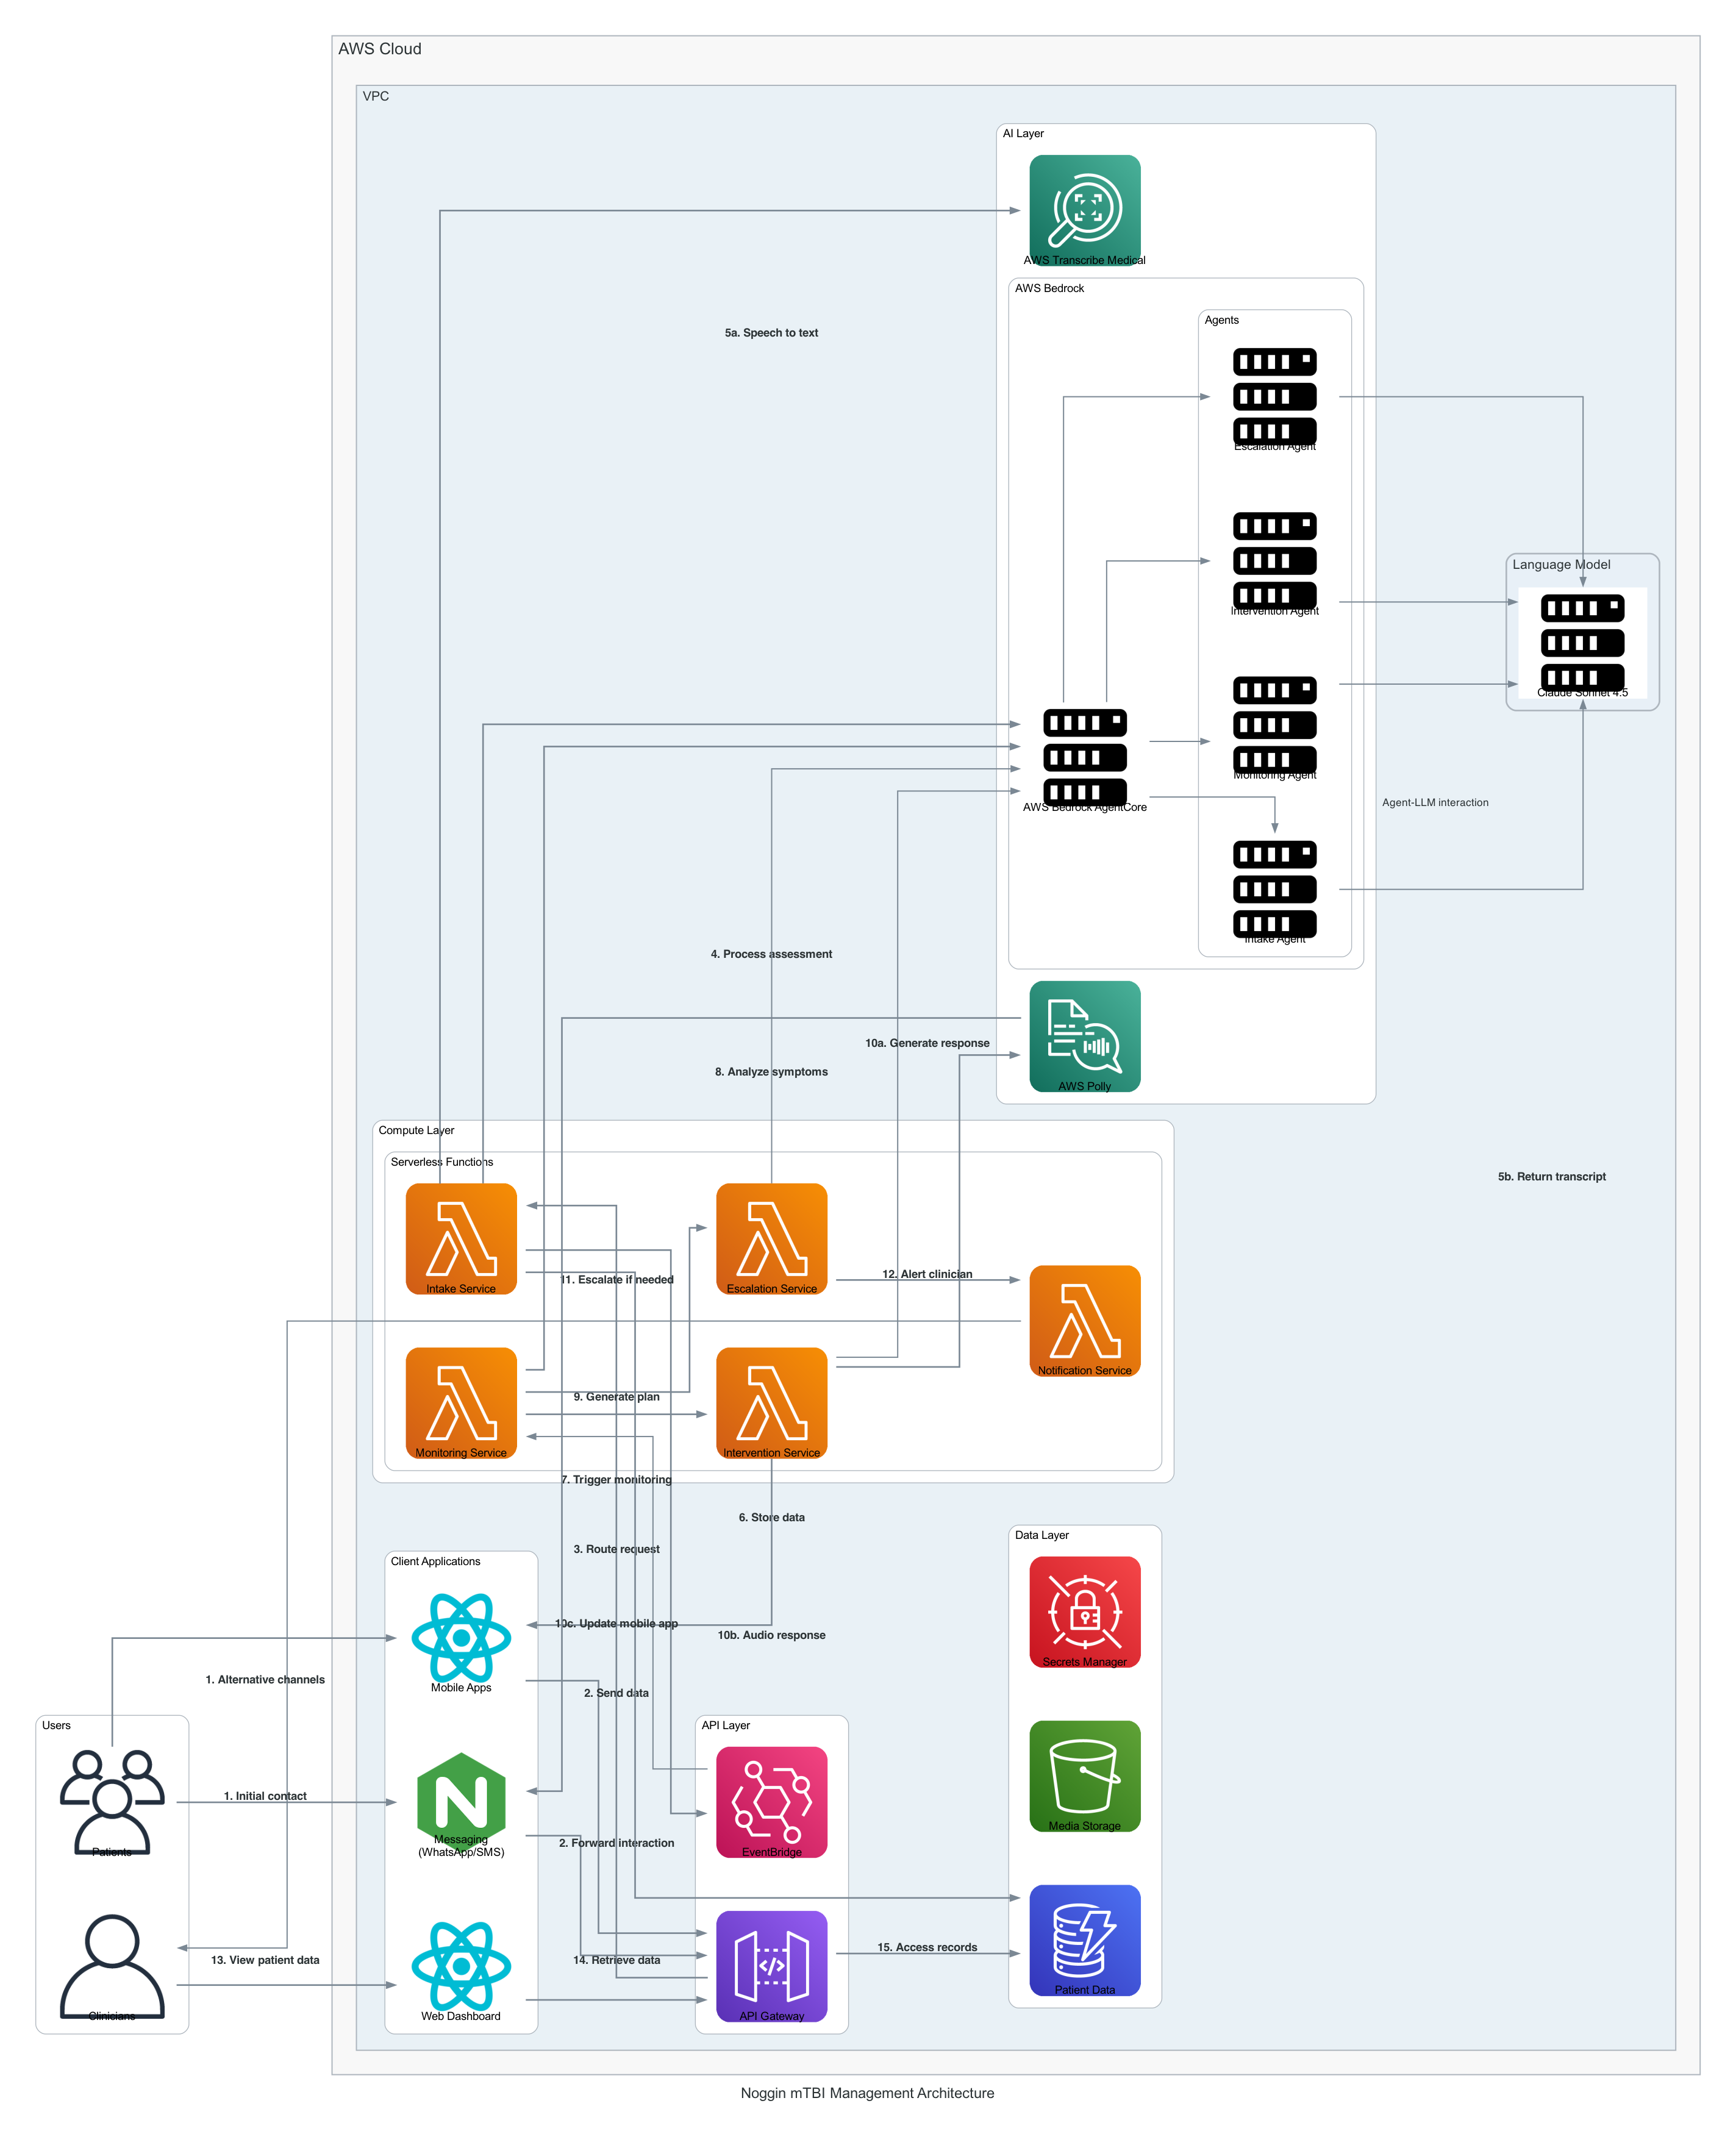 AWS Cloud
VPC
AI Layer
AWS Transcribe Medical
AWS Bedrock
Agents
5a. Speech to text
Escalation Agent
Language Model
Intervention Agent
Claude Sonnet 4.5
Monitoring Agent
AWS Bedrock AgentCore
Agent-LLM interaction
Intake Agent
4. Process assessment
10a. Generate response
8. Analyze symptoms
AWS Polly
Compute Layer
Serverless Functions
5b. Return transcript
Intake Service
11. Escalate if needed
Escalation Service
12. Alert clinician
Notification Service
9. Generate plan
Monitoring Service
Intervention Service
7. Trigger monitoring
6. Store data
Data Layer
3. Route request
Client Applications
10c. Update mobile app
10b. Audio response
Secrets Manager
1. Alternative channels
Mobile Apps
2. Send data
Users
API Layer
1. Initial contact
Media Storage
Messaging
(WhatsApp/SMS)
2. Forward interaction
EventBridge
Patients
13. View patient data
14. Retrieve data
15. Access records
Patient Data
Clinicians
Web Dashboard
API Gateway
Noggin mTBI Management Architecture